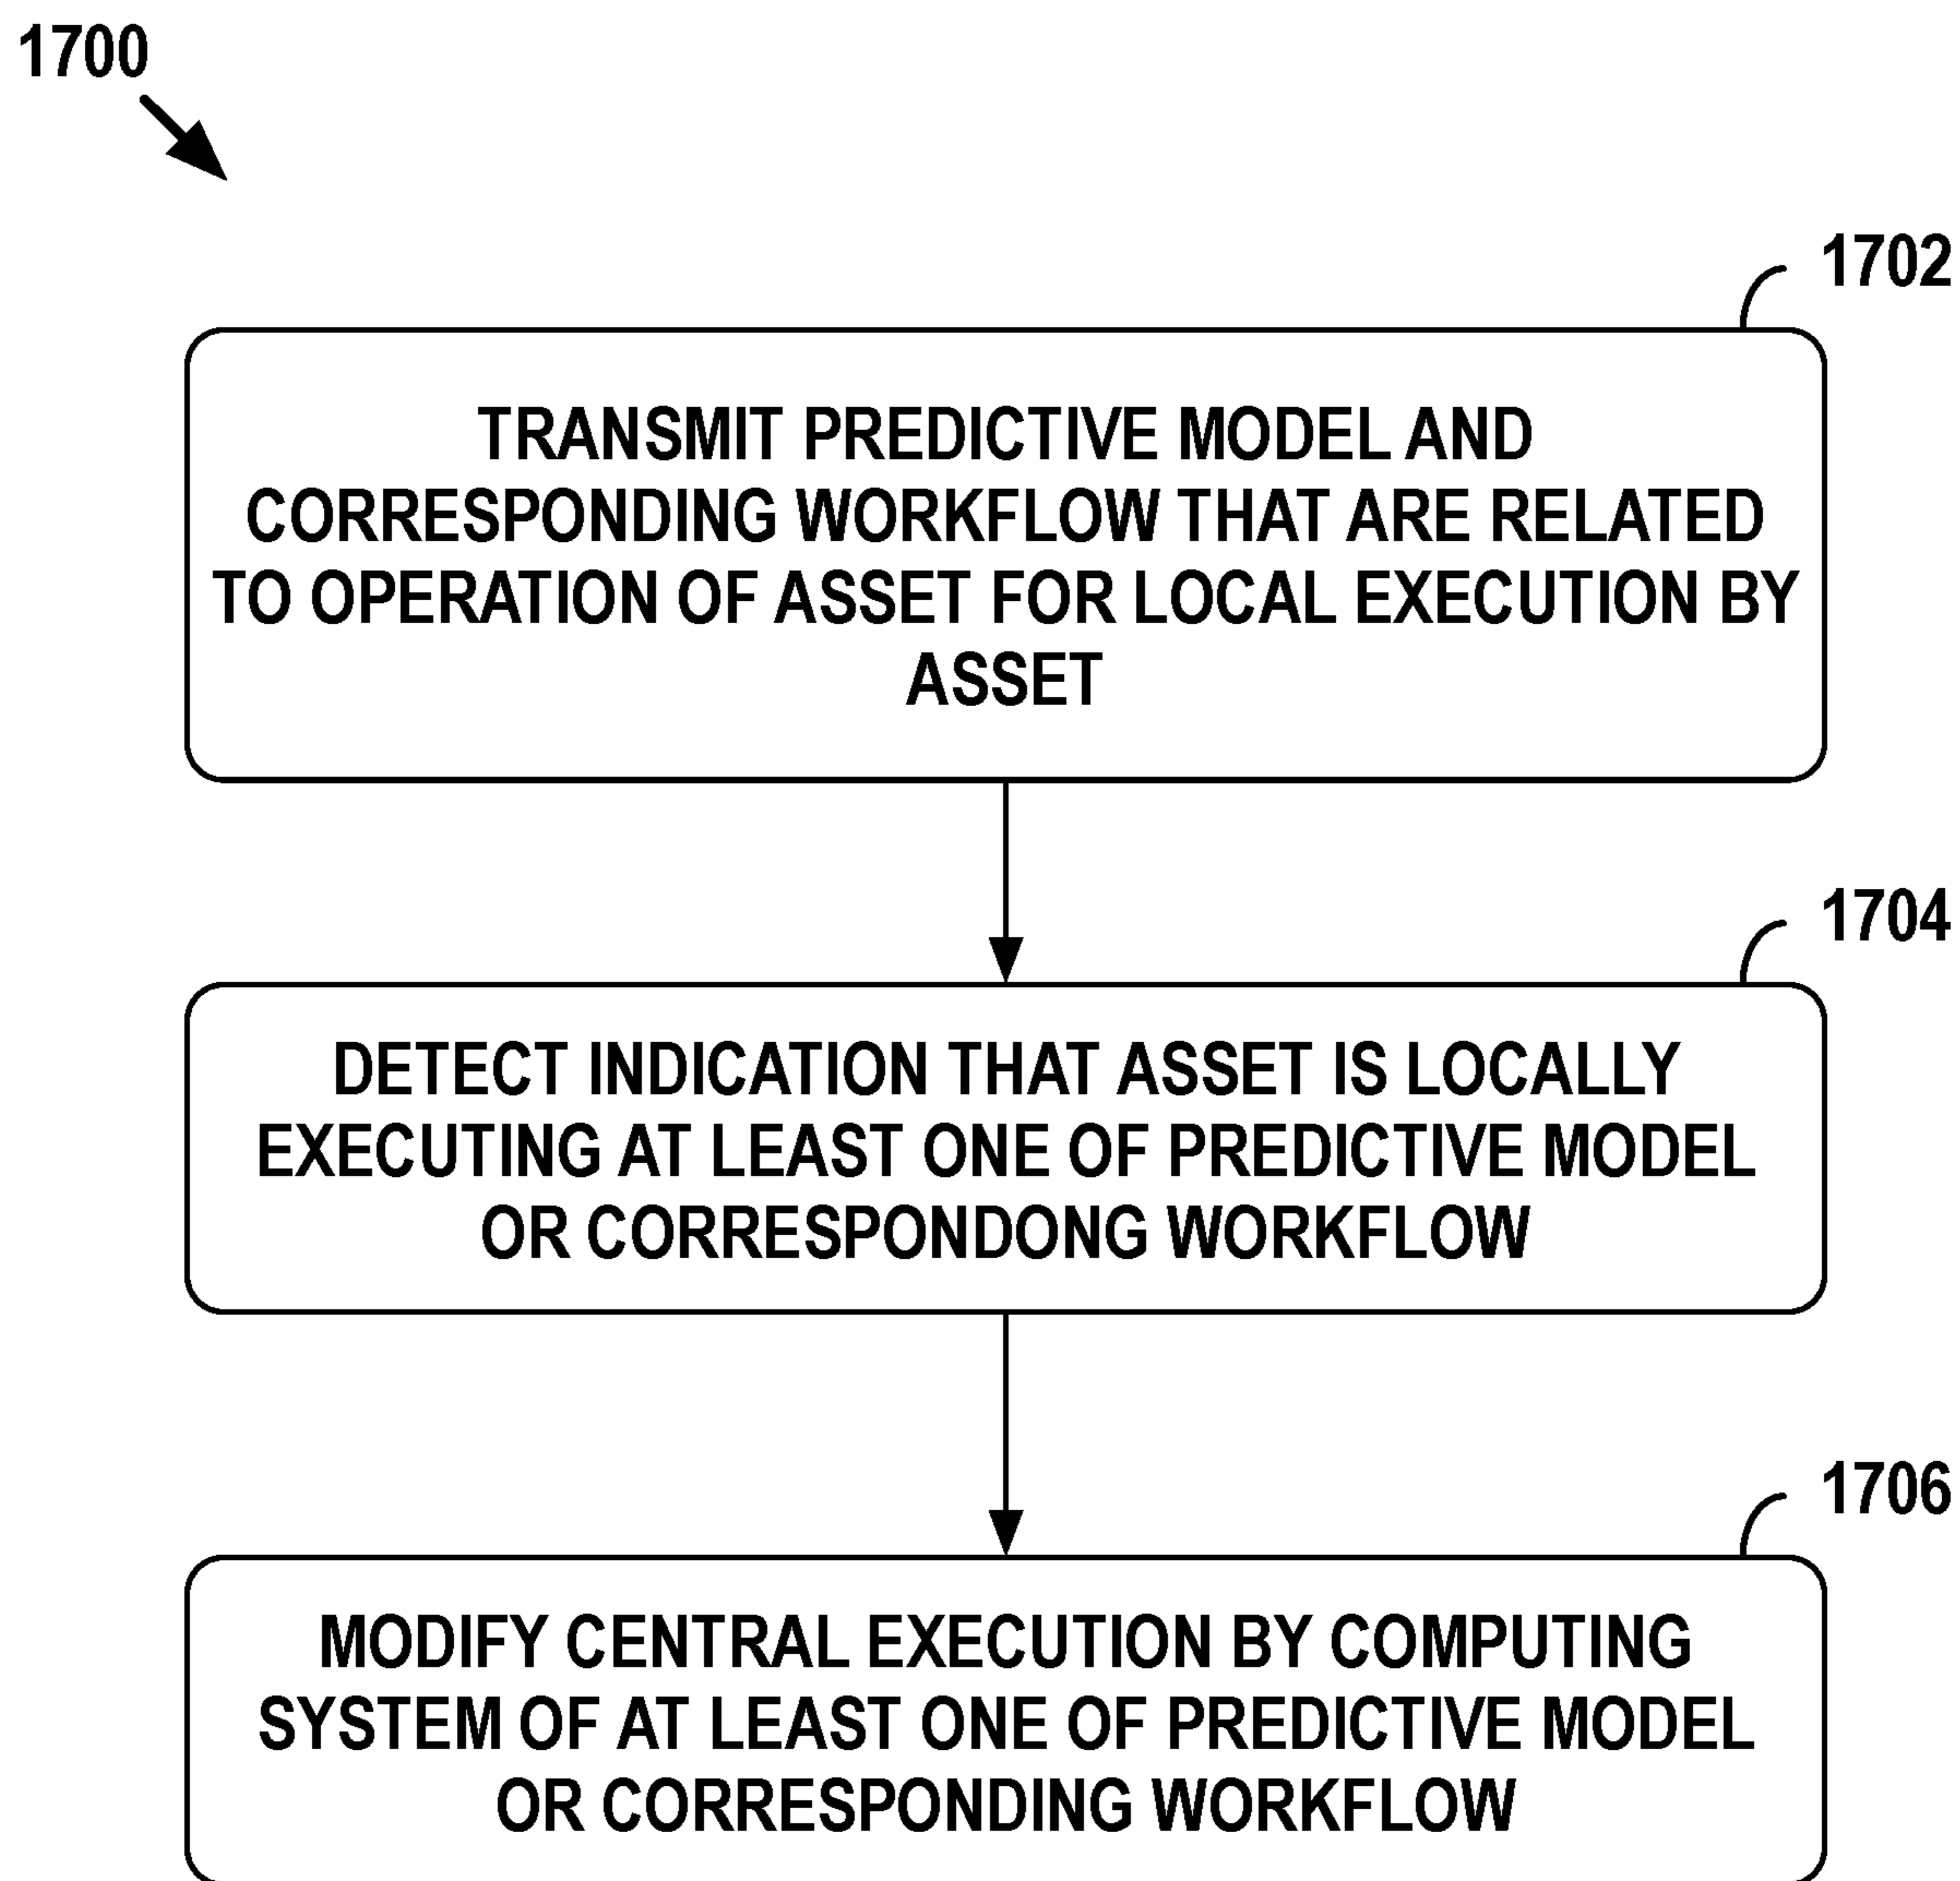 1700
1702
TRANSMIT PREDICTIVE MODEL AND
CORRESPONDING WORKFLOW THAT ARE RELATED
TO OPERATION OF ASSET FOR LOCAL EXECUTION BY
ASSET
1704
DETECT INDICATION THAT ASSET IS LOCALLY
EXECUTING AT LEAST ONE OF PREDICTIVE MODEL
OR CORRESPONDONG WORKFLOW
1706
MODIFY CENTRAL EXECUTION BY COMPUTING
SYSTEM OF AT LEAST ONE OF PREDICTIVE MODEL
OR CORRESPONDING WORKFLOW